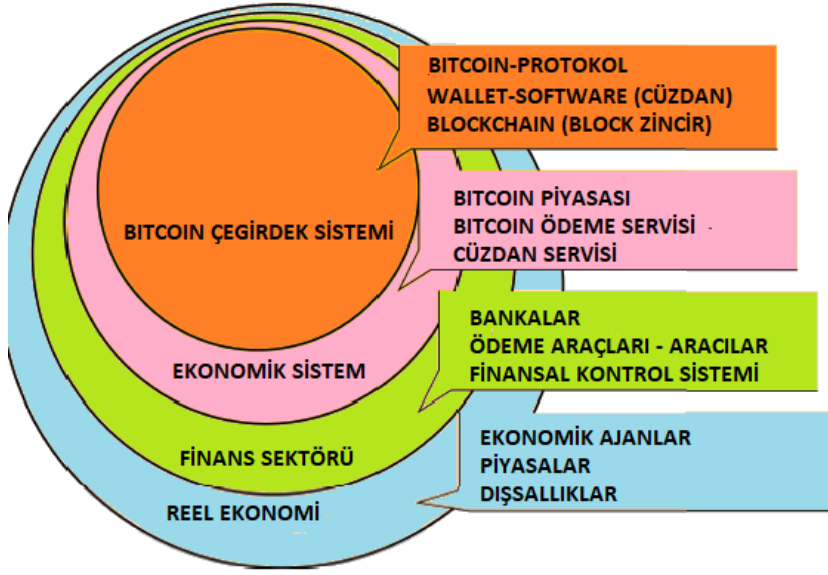 BITCOIN-PROTOKOL
WALLET-SOFTWARE (CÜZDAN)
BLOCKCHAIN (BLOCK ZİNCİR)
BITCOIN ÇEGİRDEK SİSTEMİ
BITCOIN PİYASASI
BITCOIN ÖDEME SERVİSİ
CÜZDAN SERVİSİ
EKONOMİK SİSTEM
BANKALAR
ÖDEME ARAÇLARI - ARACILAR
FİNANSAL KONTROL SİSTEMİ
FİNANS SEKTÖRÜ
EKONOMİK AJANLAR
PİYASALAR
DIŞSALLIKLAR
REEL EKONOMİ